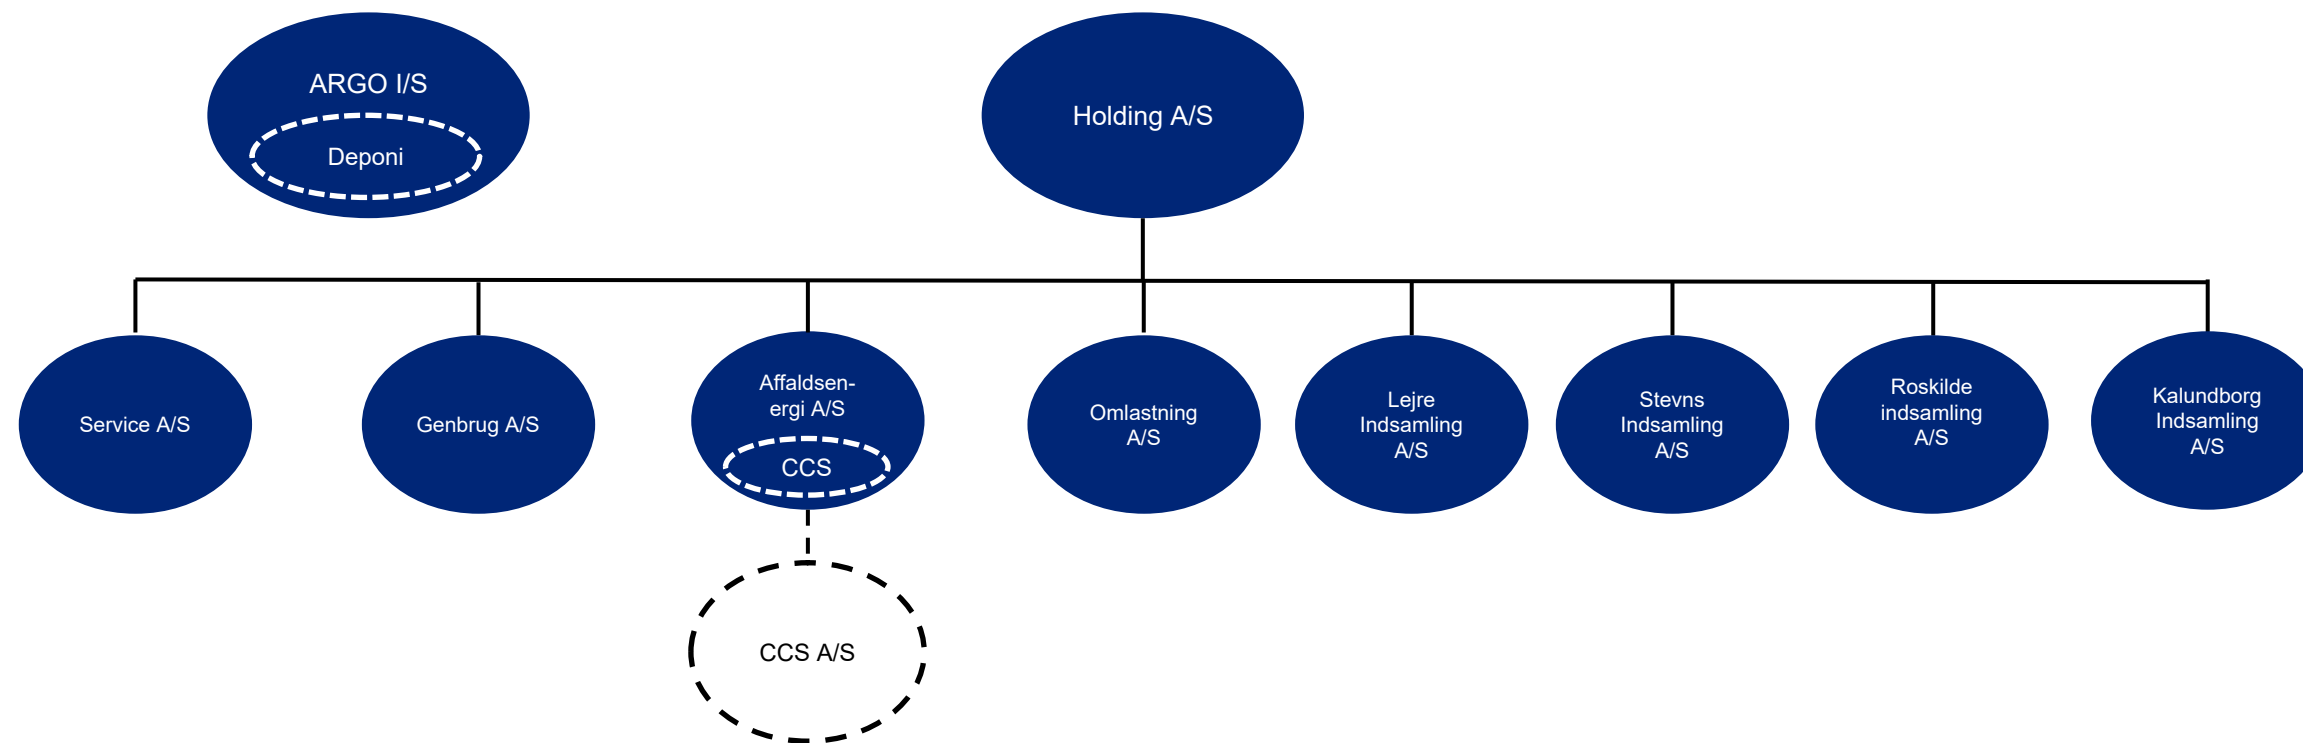 ARGO I/S
Deponi
Holding A/S
Service A/S
Genbrug A/S
Affaldsen-
ergi A/S
CCS
Omlastning
A/S
Lejre
Indsamling
A/S
Stevns
Indsamling
A/S
Roskilde
indsamling
A/S
Kalundborg
Indsamling
A/S
CCS A/S